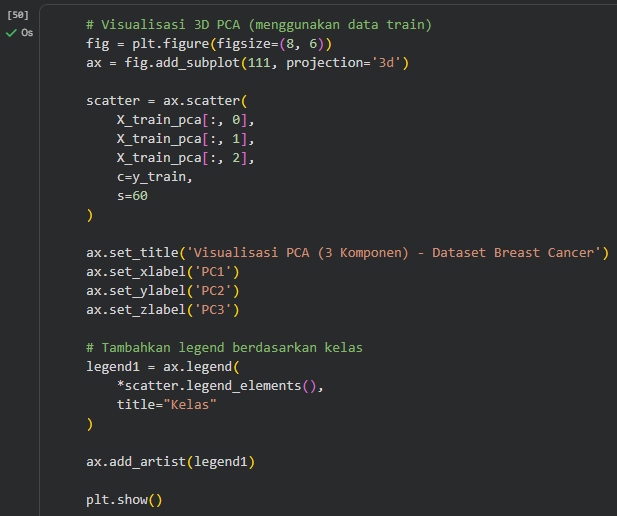 [50]
0s
# Visualisasi 3D PCA (menggunakan data train)
fig = plt.figure(figsize=(8, 6))
ax = fig.add_subplot(111, projection='3d')

scatter = ax.scatter(
    X_train_pca[:, 0],
    X_train_pca[:, 1],
    X_train_pca[:, 2],
    c=y_train,
    s=60
)

ax.set_title('Visualisasi PCA (3 Komponen) - Dataset Breast Cancer')
ax.set_xlabel('PC1')
ax.set_ylabel('PC2')
ax.set_zlabel('PC3')

# Tambahkan legend berdasarkan kelas
legend1 = ax.legend(
    *scatter.legend_elements(),
    title="Kelas"
)

ax.add_artist(legend1)

plt.show()